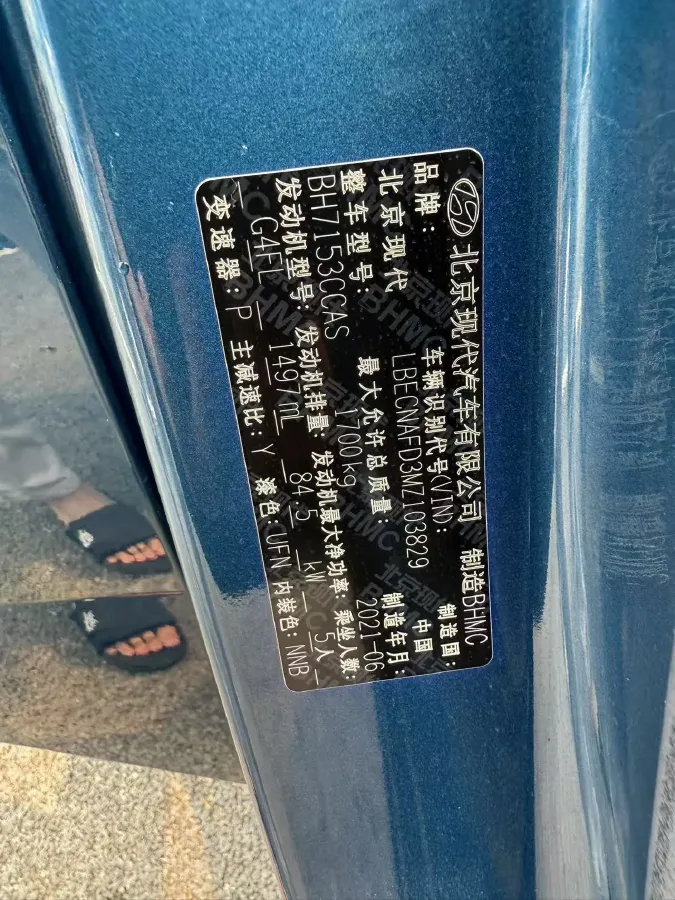 北京现代汽车有限公司 制造BHMC
品牌: 车辆识别代号(VIN): 制造国:
北京现代 LBECNAFD3MZ103829 中国
整车型号: 最大允许总质量: 制造年月:
BH7153CCAS 1700kg 2021-06
发动机型号: 发动机排量: 发动机最大净功率: 乘坐人数:
G4FL 1497ml 84.5 kW 5人
变速器: P 主减速比: Y 漆色: UFN 内装色: NNB